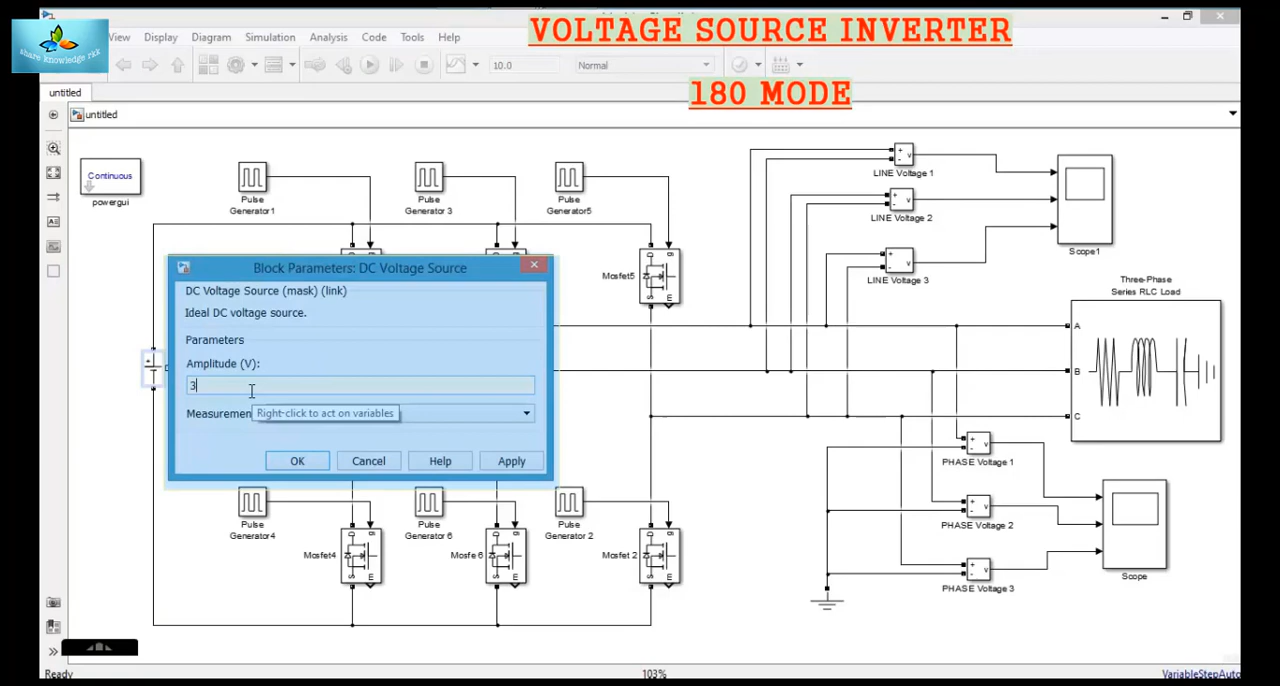 VOLTAGE SOURCE INVERTER
180 MODE
share knowledge rkk
View Display Diagram Simulation Analysis Code Tools Help
10.0 Normal
untitled
untitled
Continuous
powergui
Pulse
Generator1
Pulse
Generator 3
Pulse
Generator5
LINE Voltage 1
LINE Voltage 2
LINE Voltage 3
Scope1
Mosfet5
Three-Phase
Series RLC Load
A
B
C
Block Parameters: DC Voltage Source
DC Voltage Source (mask) (link)
Ideal DC voltage source.
Parameters
Amplitude (V):
3
Measuremen
Right-click to act on variables
OK Cancel Help Apply
Pulse
Generator4
Pulse
Generator 6
Pulse
Generator 2
Mosfet4
Mosfe 6
Mosfet 2
PHASE Voltage 1
PHASE Voltage 2
PHASE Voltage 3
Scope
Ready
103%
VariableStepAuto